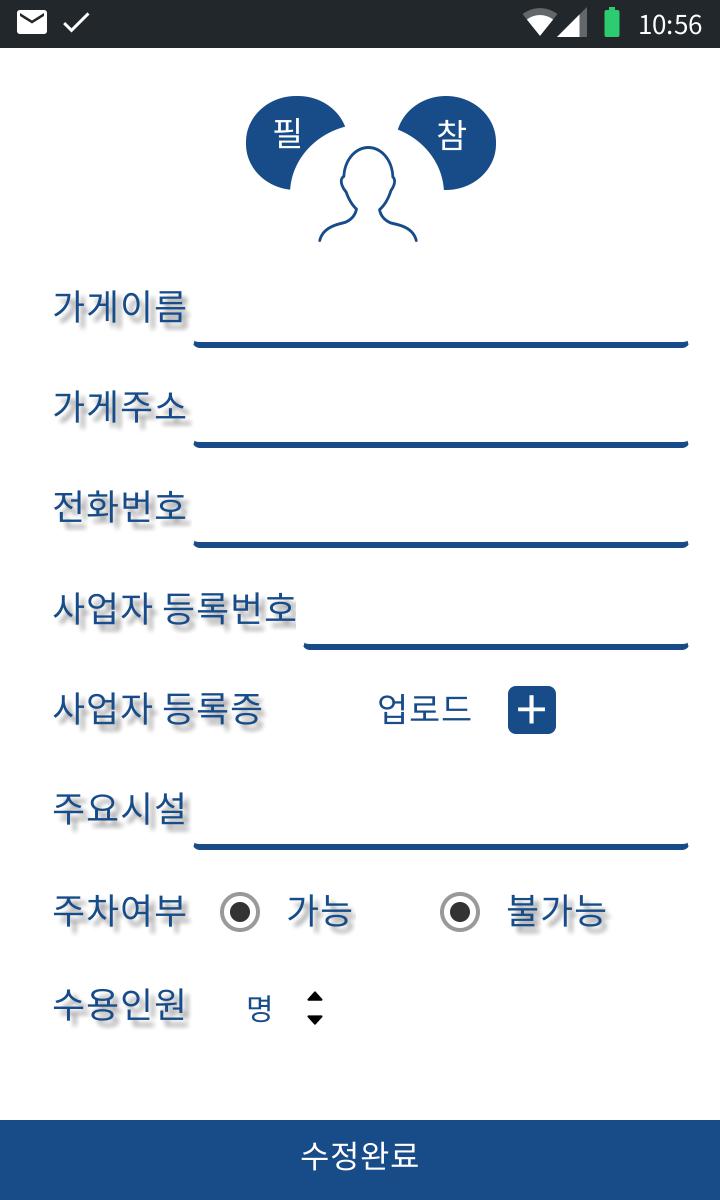 10:56
필 참
가게이름
가게주소
전화번호
사업자 등록번호
사업자 등록증 업로드
주요시설
주차여부 가능 불가능
수용인원 명
수정완료